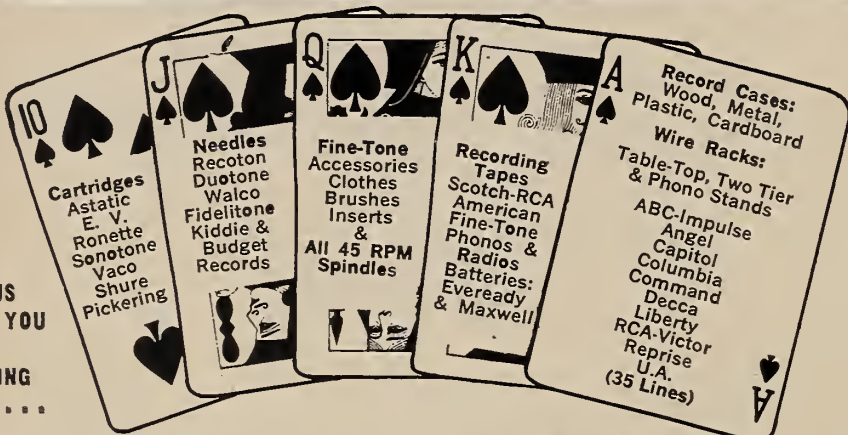 10
Cartridges
Astatic
E. V.
Ronette
Sonotone
Vaco
Shure
Pickering
J
Needles
Recoton
Duotone
Walco
Fidelitone
Kiddie &
Budget
Records
Q
Fine-Tone
Accessories
Clothes
Brushes
Inserts
&
All 45 RPM
Spindles
K
Recording
Tapes
Scotch-RCA
American
Fine-Tone
Phonos &
Radios
Batteries:
Eveready
& Maxwell
A
Record Cases:
Wood, Metal,
Plastic, Cardboard
Wire Racks:
Table-Top, Two Tier
& Phono Stands
ABC-Impulse
Angel
Capitol
Columbia
Command
Decca
Liberty
RCA-Victor
Reprise
U.A.
(35 Lines)
A
US
YOU
ING
...